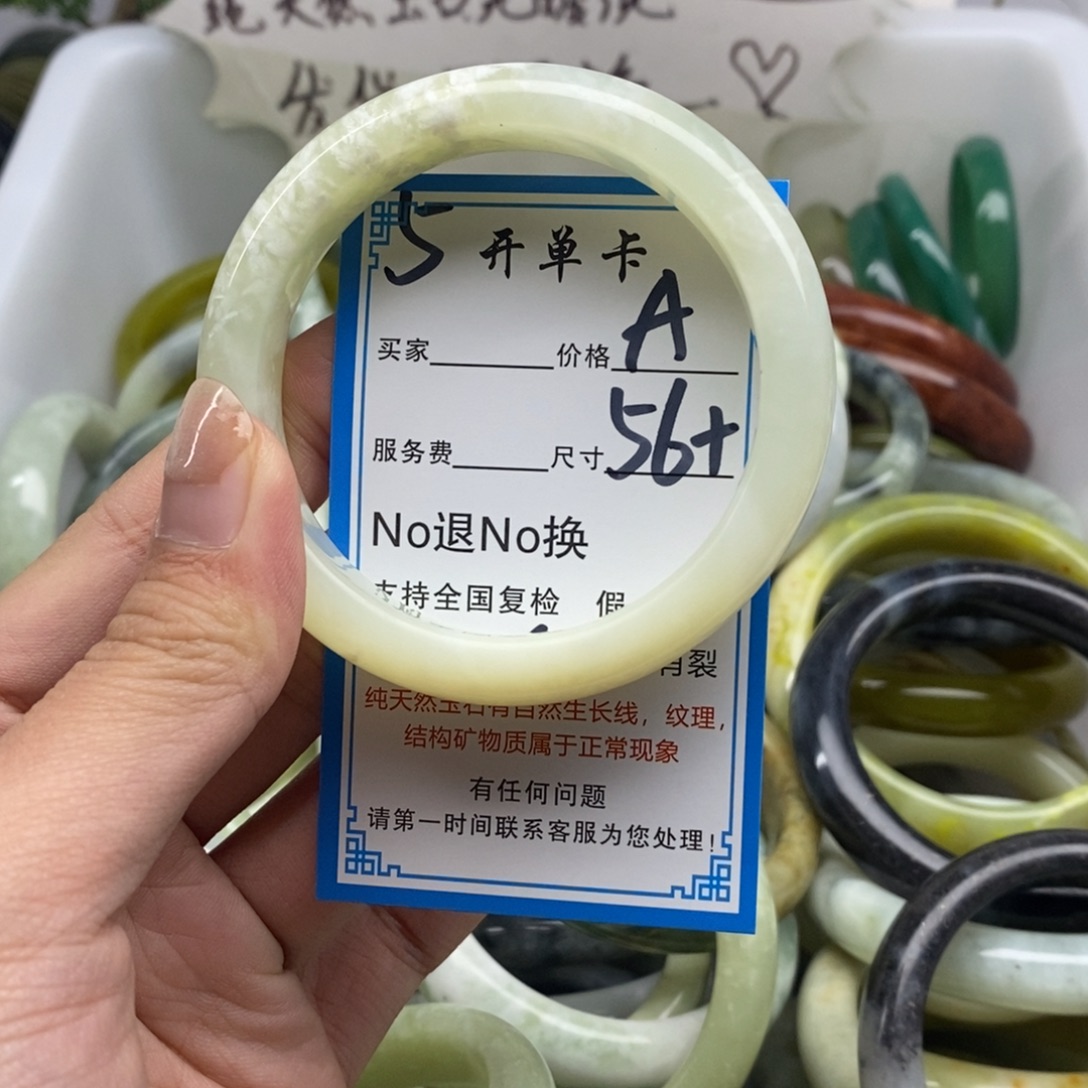 5 开单卡
买家 价格 A
服务费 尺寸 56+
No退No换
支持全国复检 假
有裂
纯天然玉石有自然生长线，纹理，
结构矿物质属于正常现象
有任何问题
请第一时间联系客服为您处理！